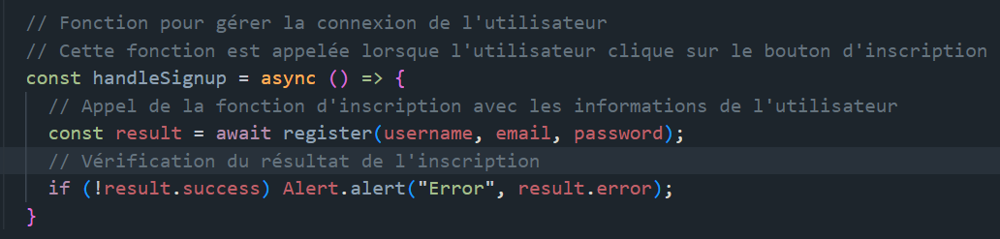 // Fonction pour gérer la connexion de l'utilisateur
// Cette fonction est appelée lorsque l'utilisateur clique sur le bouton d'inscription
const handleSignup = async () => {
  // Appel de la fonction d'inscription avec les informations de l'utilisateur
  const result = await register(username, email, password);
  // Vérification du résultat de l'inscription
  if (!result.success) Alert.alert("Error", result.error);
}